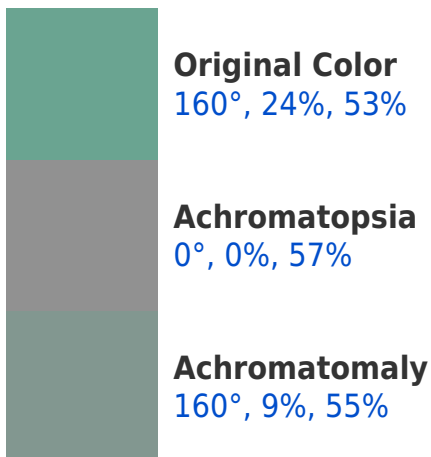 Original Color
160°, 24%, 53%
Achromatopsia
0°, 0%, 57%
Achromatomaly
160°, 9%, 55%